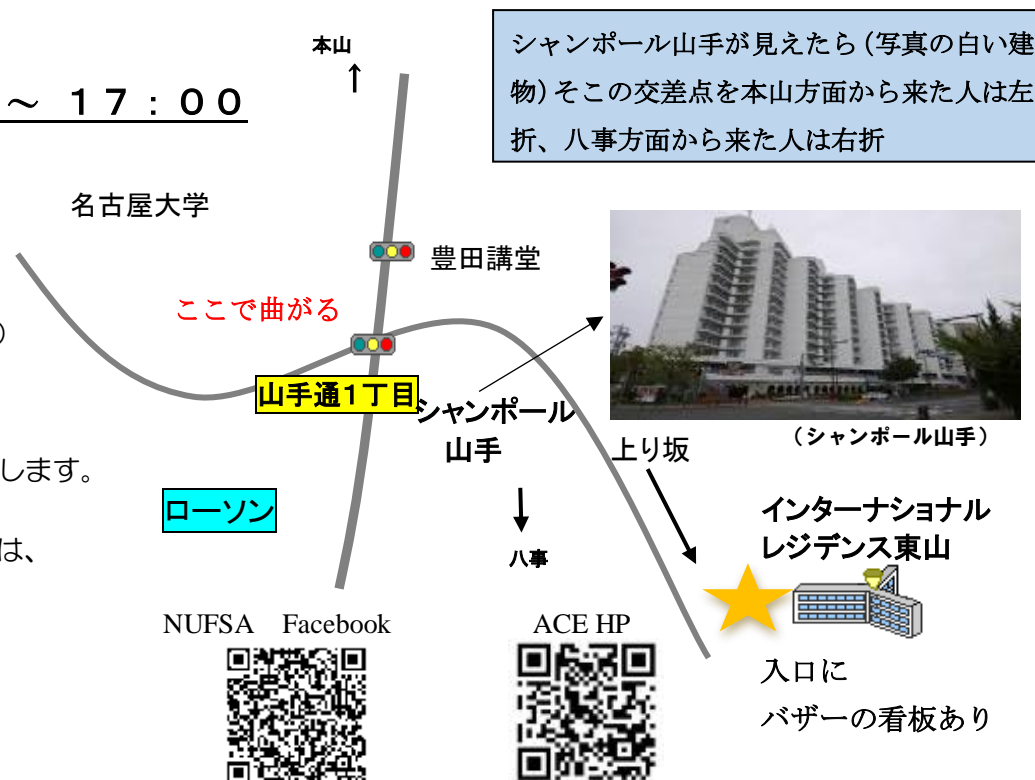 本山
↑
～ １７：００
シャンポール山手が見えたら(写真の白い建
物)そこの交差点を本山方面から来た人は左
折、八事方面から来た人は右折
名古屋大学
豊田講堂
ここで曲がる
）
山手通1丁目
シャンポール
山手
（シャンポール山手）
上り坂
します。
ローソン
インターナショナル
レジデンス東山
は、
八事
NUFSA Facebook
ACE HP
入口に
バザーの看板あり